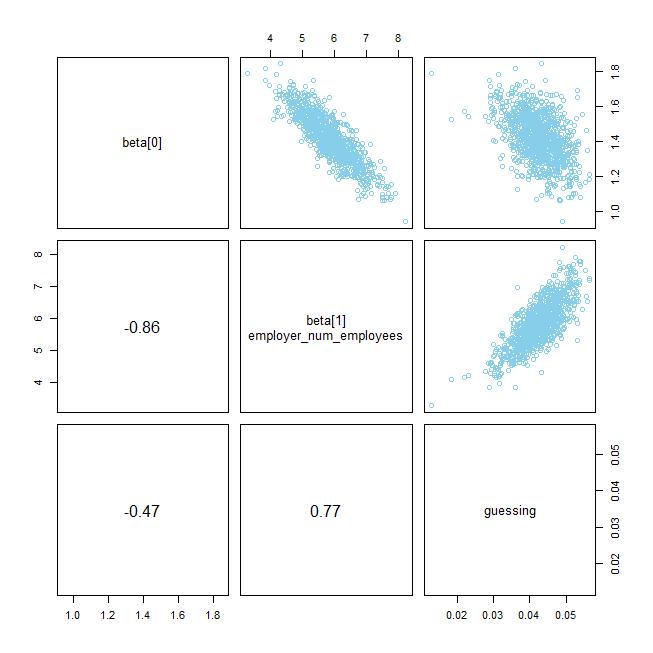 4 5 6 7 8
beta[0]
1.0 1.2 1.4 1.6 1.8
4 5 6 7 8
-0.86
beta[1]
employer_num_employees
-0.47
0.77
guessing
0.02 0.03 0.04 0.05
1.0 1.2 1.4 1.6 1.8
0.02 0.03 0.04 0.05